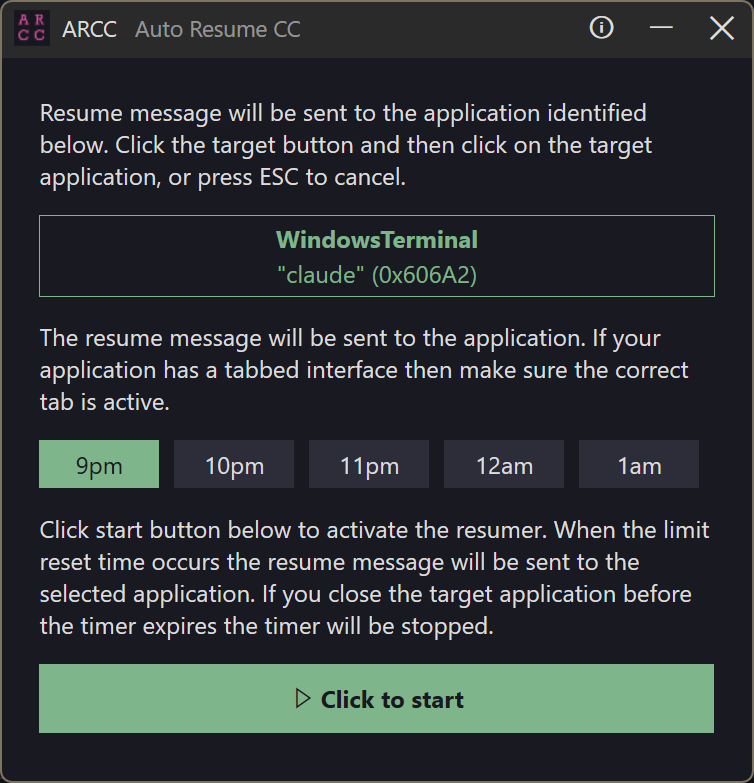 AR
CC
ARCC Auto Resume CC
Resume message will be sent to the application identified
below. Click the target button and then click on the target
application, or press ESC to cancel.
WindowsTerminal
"claude" (0x606A2)
The resume message will be sent to the application. If your
application has a tabbed interface then make sure the correct
tab is active.
9pm 10pm 11pm 12am 1am
Click start button below to activate the resumer. When the limit
reset time occurs the resume message will be sent to the
selected application. If you close the target application before
the timer expires the timer will be stopped.
Click to start